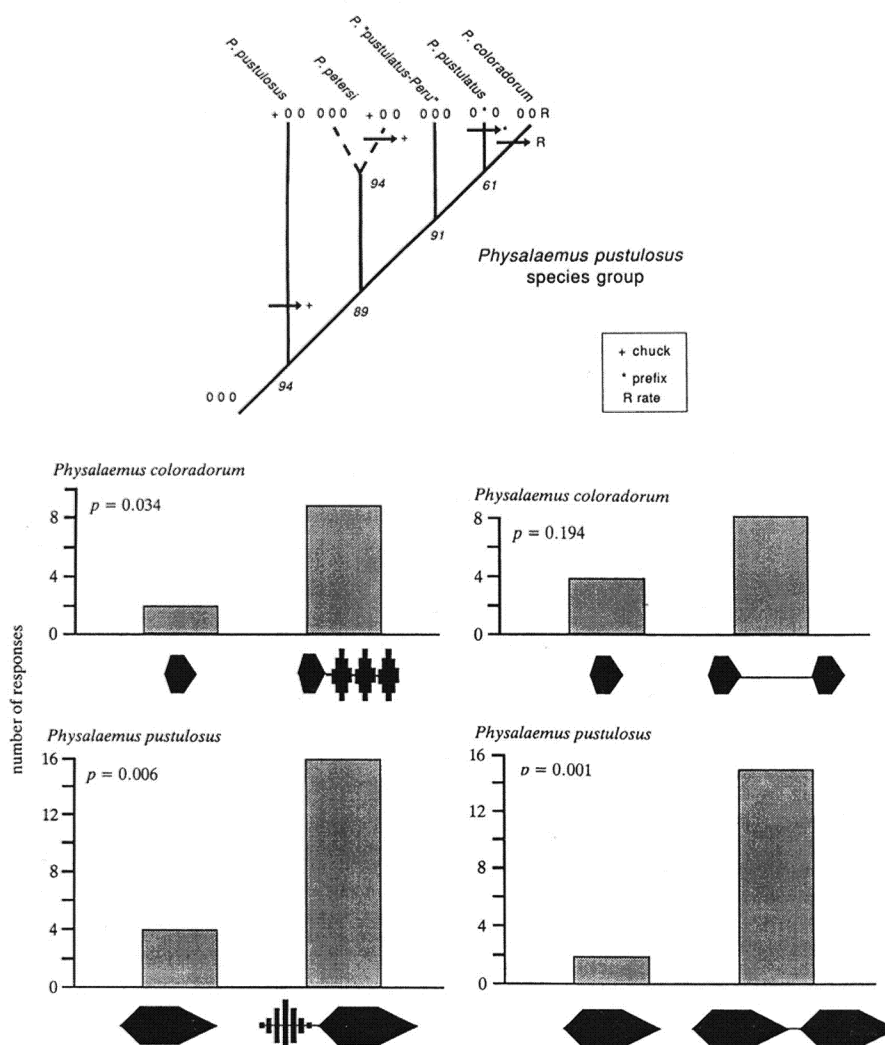 P. pustulosus
P. petersi
P. "pustulatus-Peru"
P. pustulatus
P. coloradorum
+ 0 0 0 0 0 + 0 0 0 0 0 0 * 0 0 0 R
+
*
R
94
61
91
89
+
94
0 0 0
Physalaemus pustulosus
species group
+ chuck
* prefix
R rate
number of responses
Physalaemus coloradorum
p = 0.034
8
4
0
Physalaemus coloradorum
p = 0.194
8
4
0
Physalaemus pustulosus
p = 0.006
16
12
8
4
0
Physalaemus pustulosus
p = 0.001
16
12
8
4
0